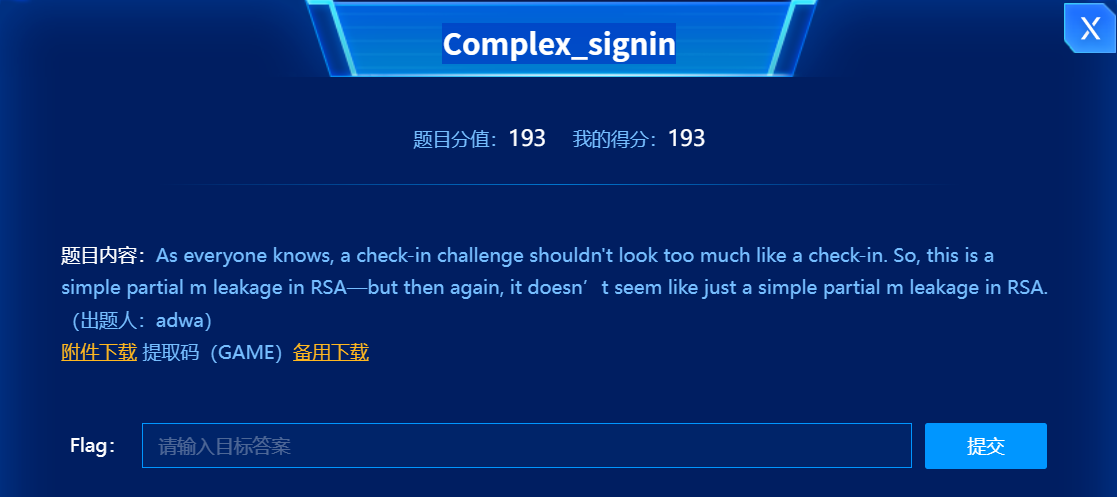 Complex_signin
X
题目分值：193 我的得分：193
题目内容：As everyone knows, a check-in challenge shouldn't look too much like a check-in. So, this is a
simple partial m leakage in RSA—but then again, it doesn’t seem like just a simple partial m leakage in RSA.
（出题人：adwa）
附件下载 提取码（GAME）备用下载
Flag： 请输入目标答案 提交